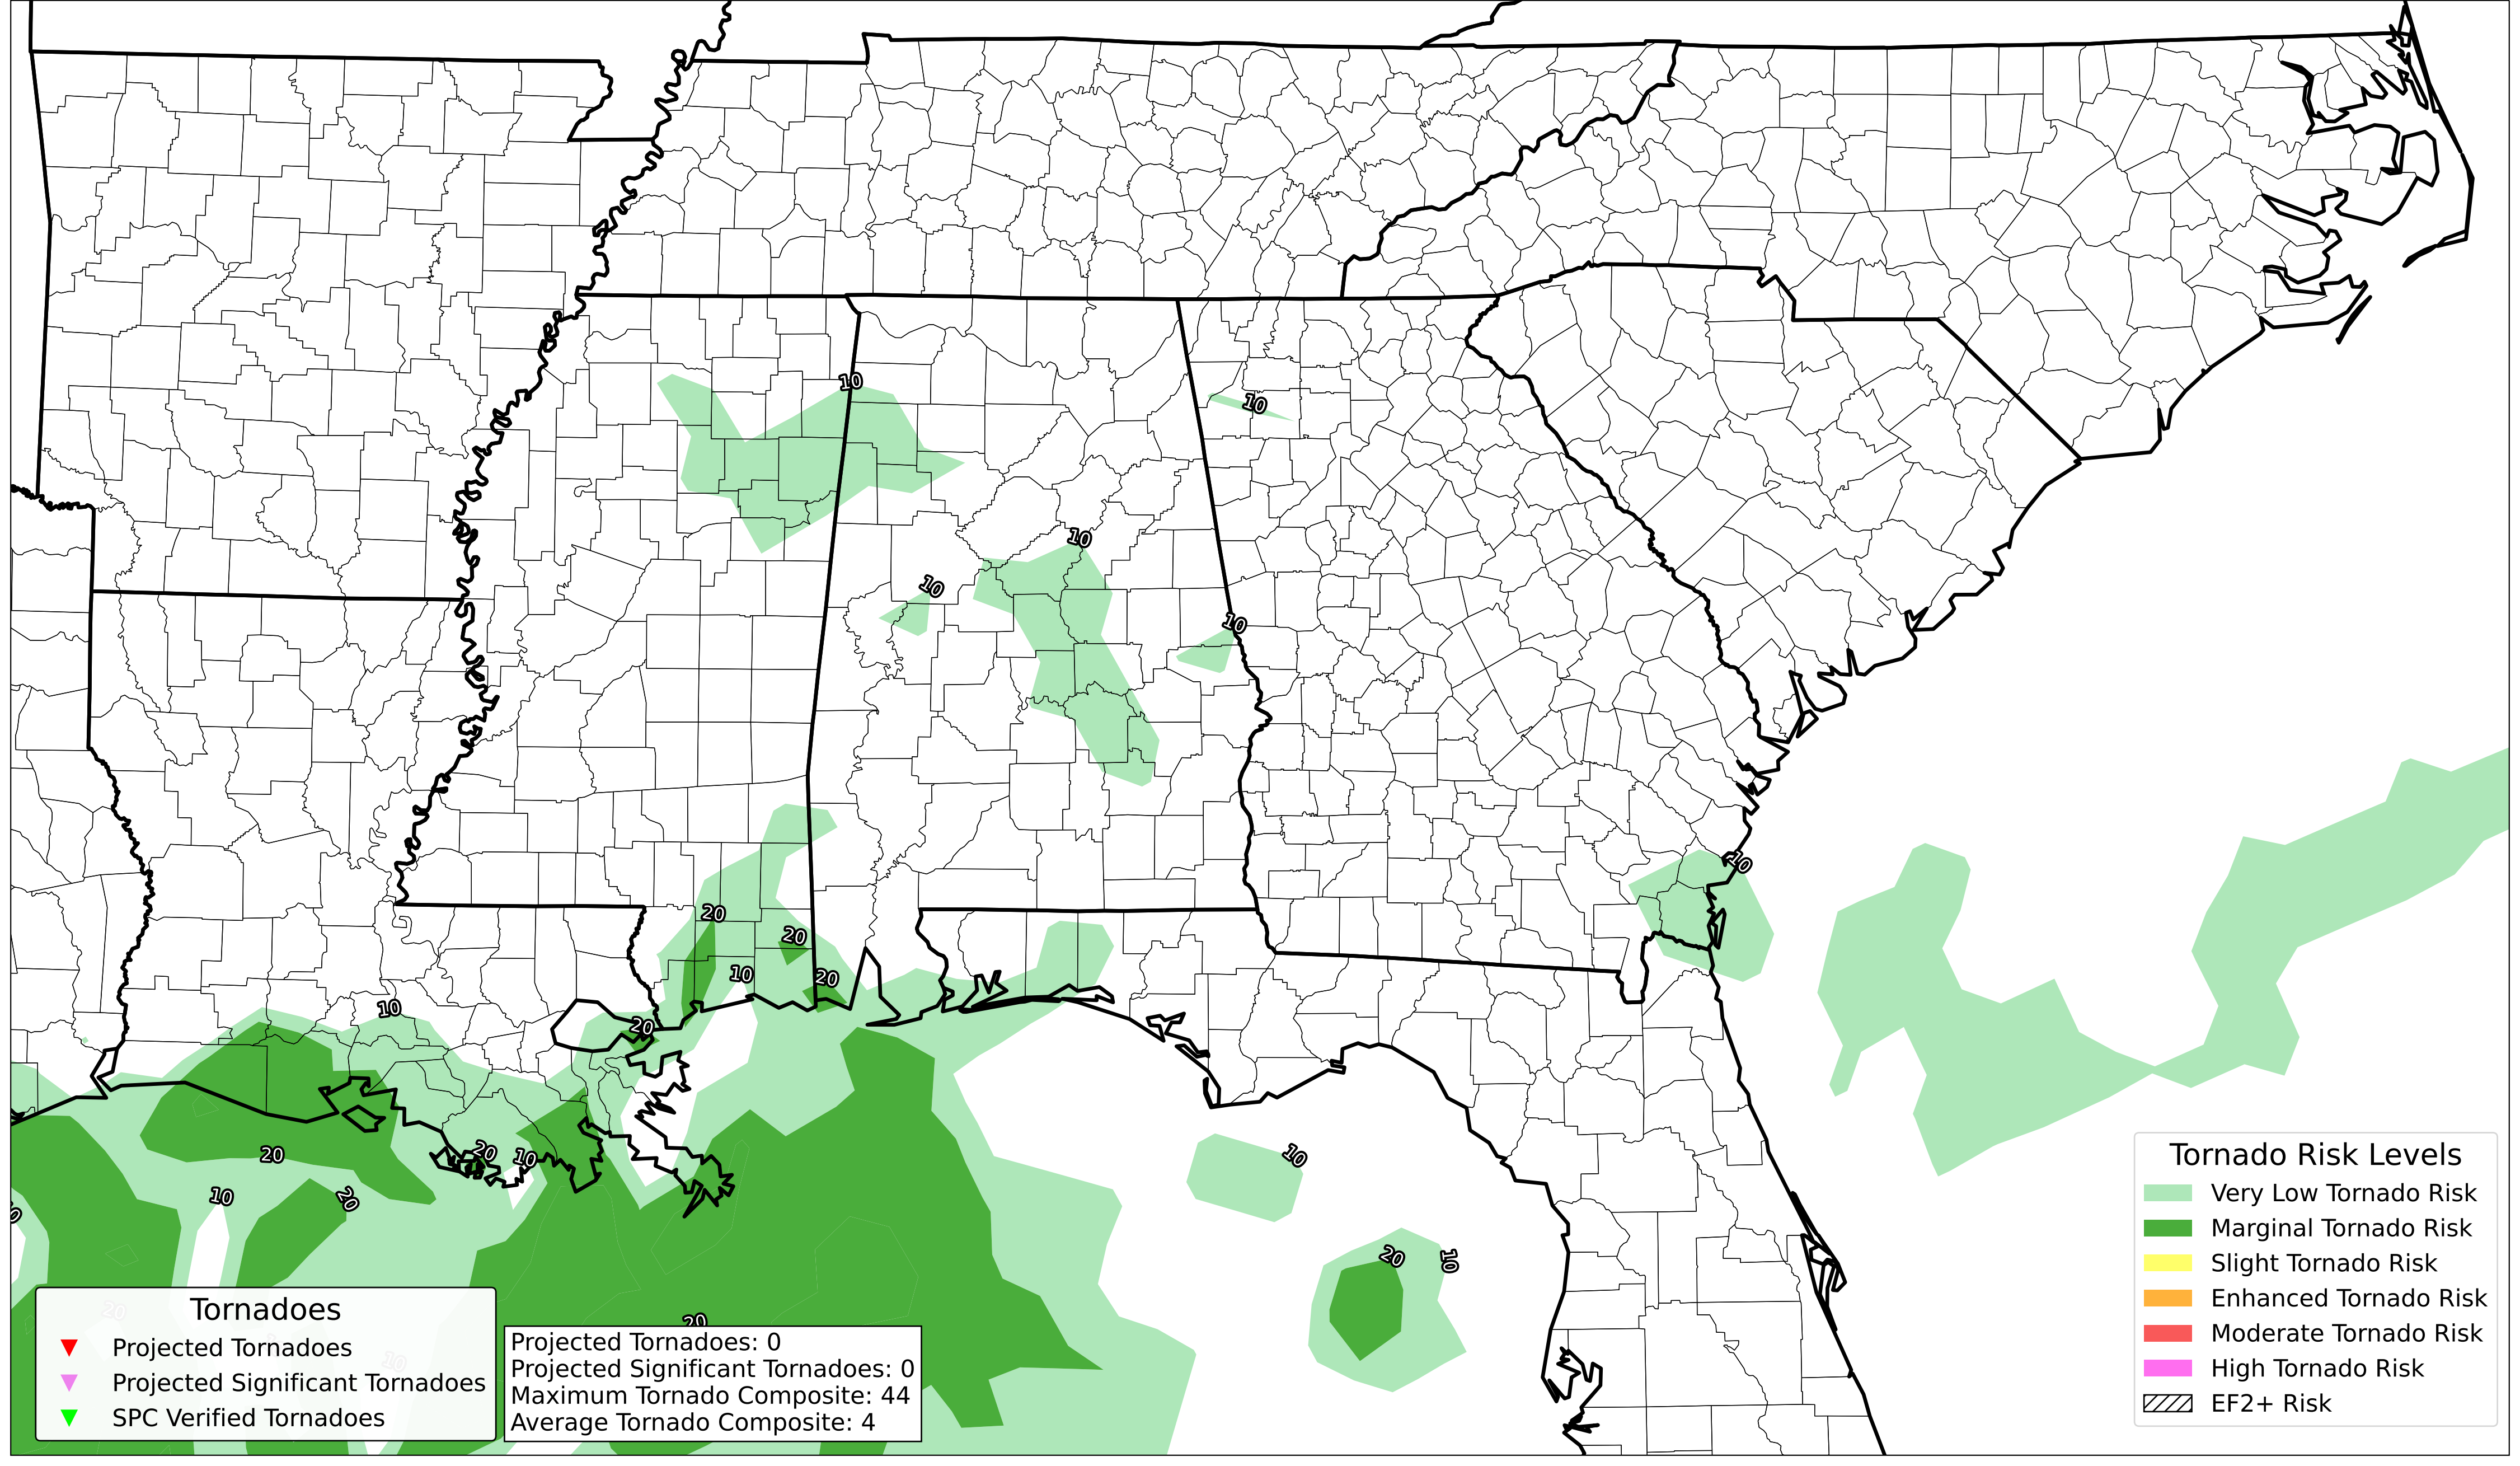 10
10
10
10
10
10
20
20
10
20
10
20
20
10
20
10
10
20
20
10
20
10
20
Tornadoes
Projected Tornadoes
Projected Significant Tornadoes
SPC Verified Tornadoes
Projected Tornadoes: 0
Projected Significant Tornadoes: 0
Maximum Tornado Composite: 44
Average Tornado Composite: 4
Tornado Risk Levels
Very Low Tornado Risk
Marginal Tornado Risk
Slight Tornado Risk
Enhanced Tornado Risk
Moderate Tornado Risk
High Tornado Risk
EF2+ Risk